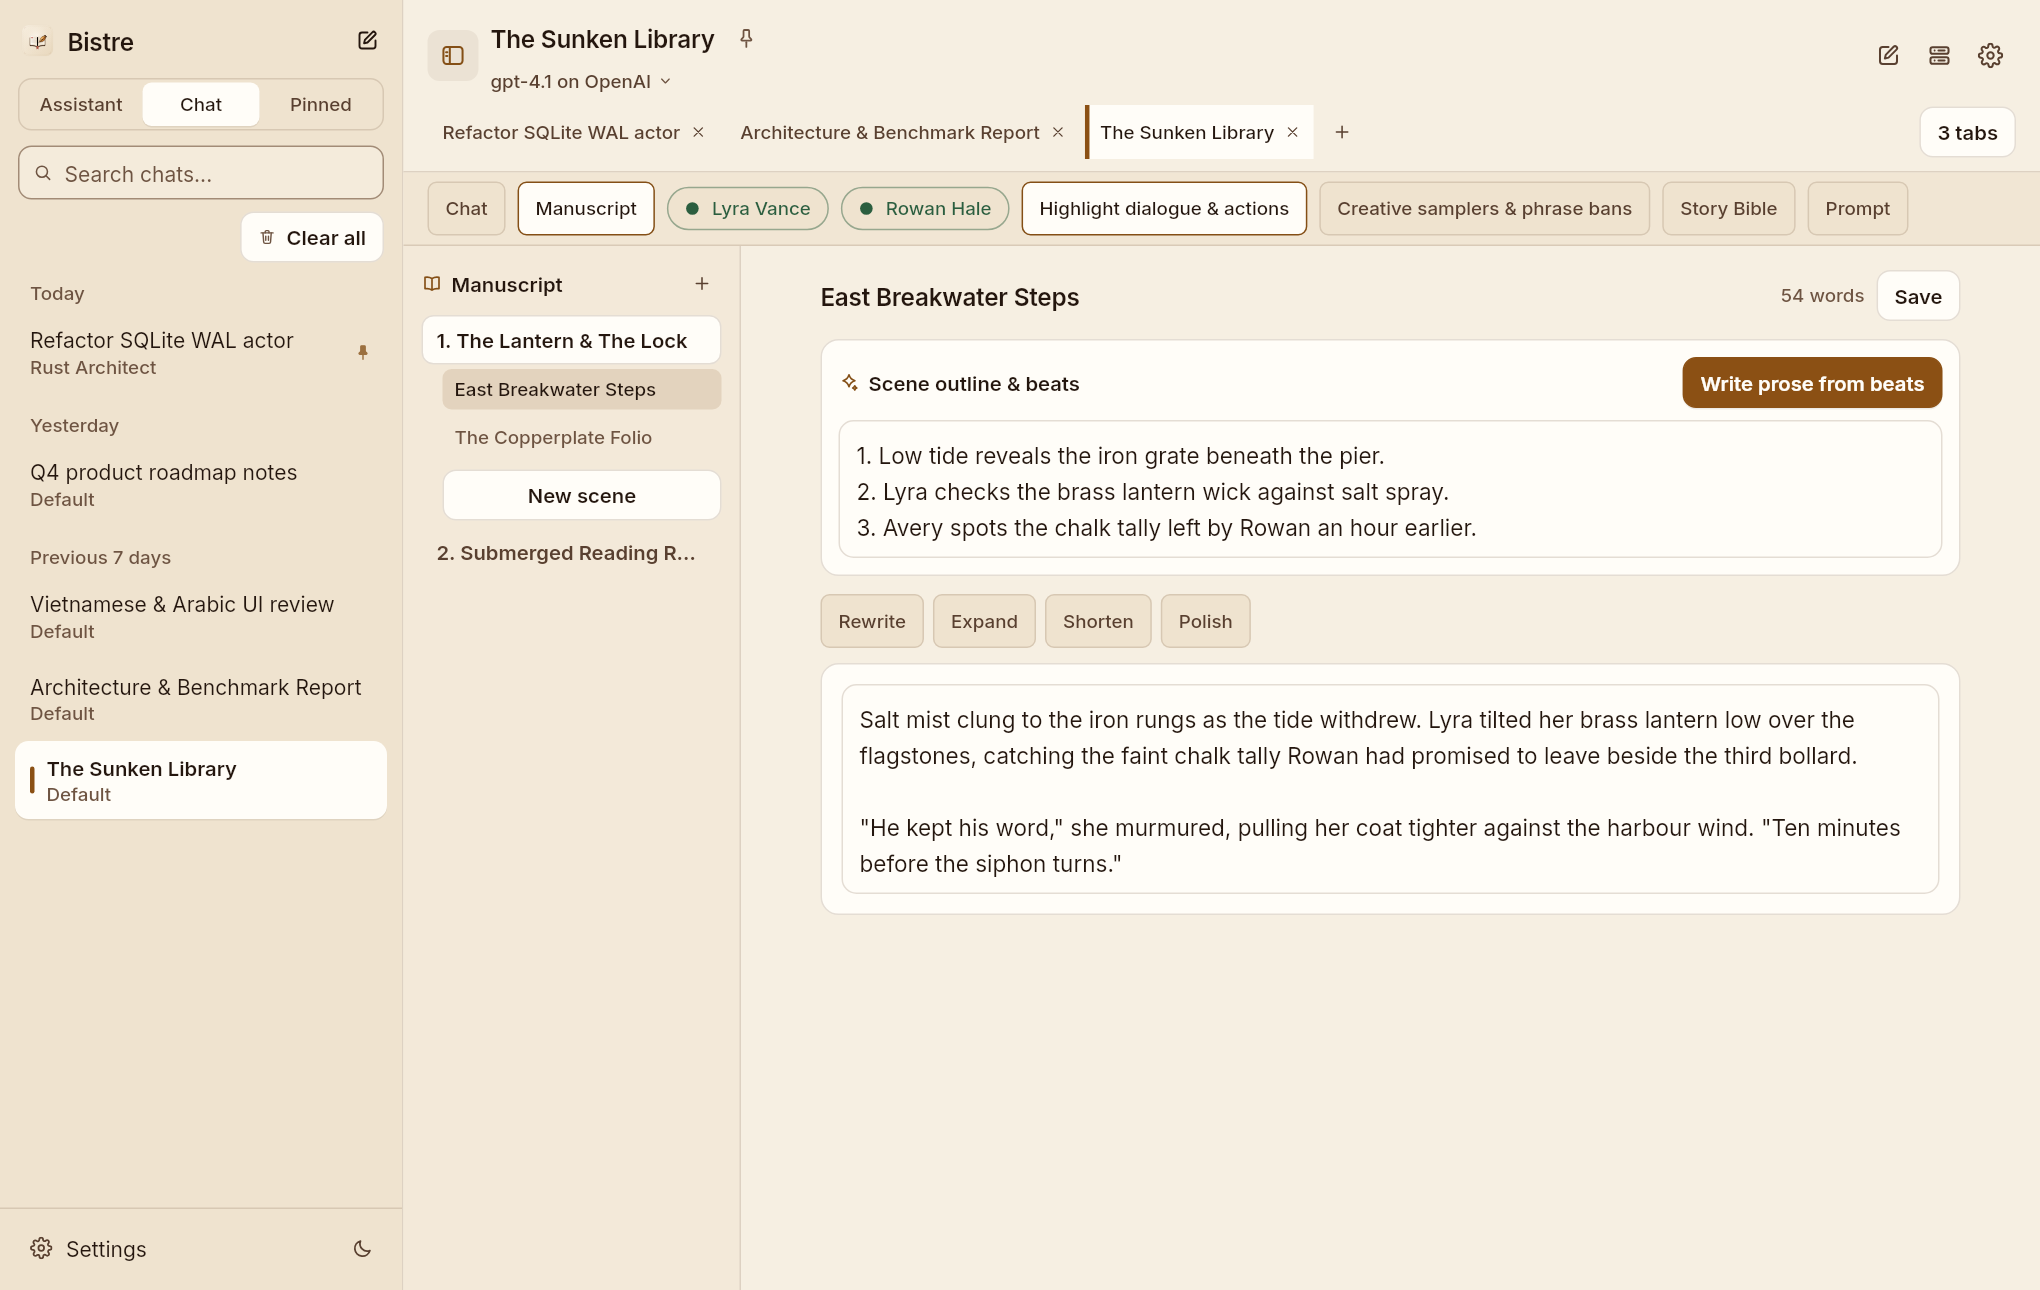 Bistre
Assistant
Chat
Pinned
Search chats...
Clear all
Today
Refactor SQLite WAL actor
Rust Architect
Yesterday
Q4 product roadmap notes
Default
Previous 7 days
Vietnamese & Arabic UI review
Default
Architecture & Benchmark Report
Default
The Sunken Library
Default
Settings
The Sunken Library
gpt-4.1 on OpenAI
Refactor SQLite WAL actor
Architecture & Benchmark Report
The Sunken Library
3 tabs
Chat
Manuscript
Lyra Vance
Rowan Hale
Highlight dialogue & actions
Creative samplers & phrase bans
Story Bible
Prompt
Manuscript
1. The Lantern & The Lock
East Breakwater Steps
The Copperplate Folio
New scene
2. Submerged Reading R...
East Breakwater Steps
54 words
Save
Scene outline & beats
Write prose from beats
1. Low tide reveals the iron grate beneath the pier.
2. Lyra checks the brass lantern wick against salt spray.
3. Avery spots the chalk tally left by Rowan an hour earlier.
Rewrite
Expand
Shorten
Polish
Salt mist clung to the iron rungs as the tide withdrew. Lyra tilted her brass lantern low over the
flagstones, catching the faint chalk tally Rowan had promised to leave beside the third bollard.
"He kept his word," she murmured, pulling her coat tighter against the harbour wind. "Ten minutes
before the siphon turns."